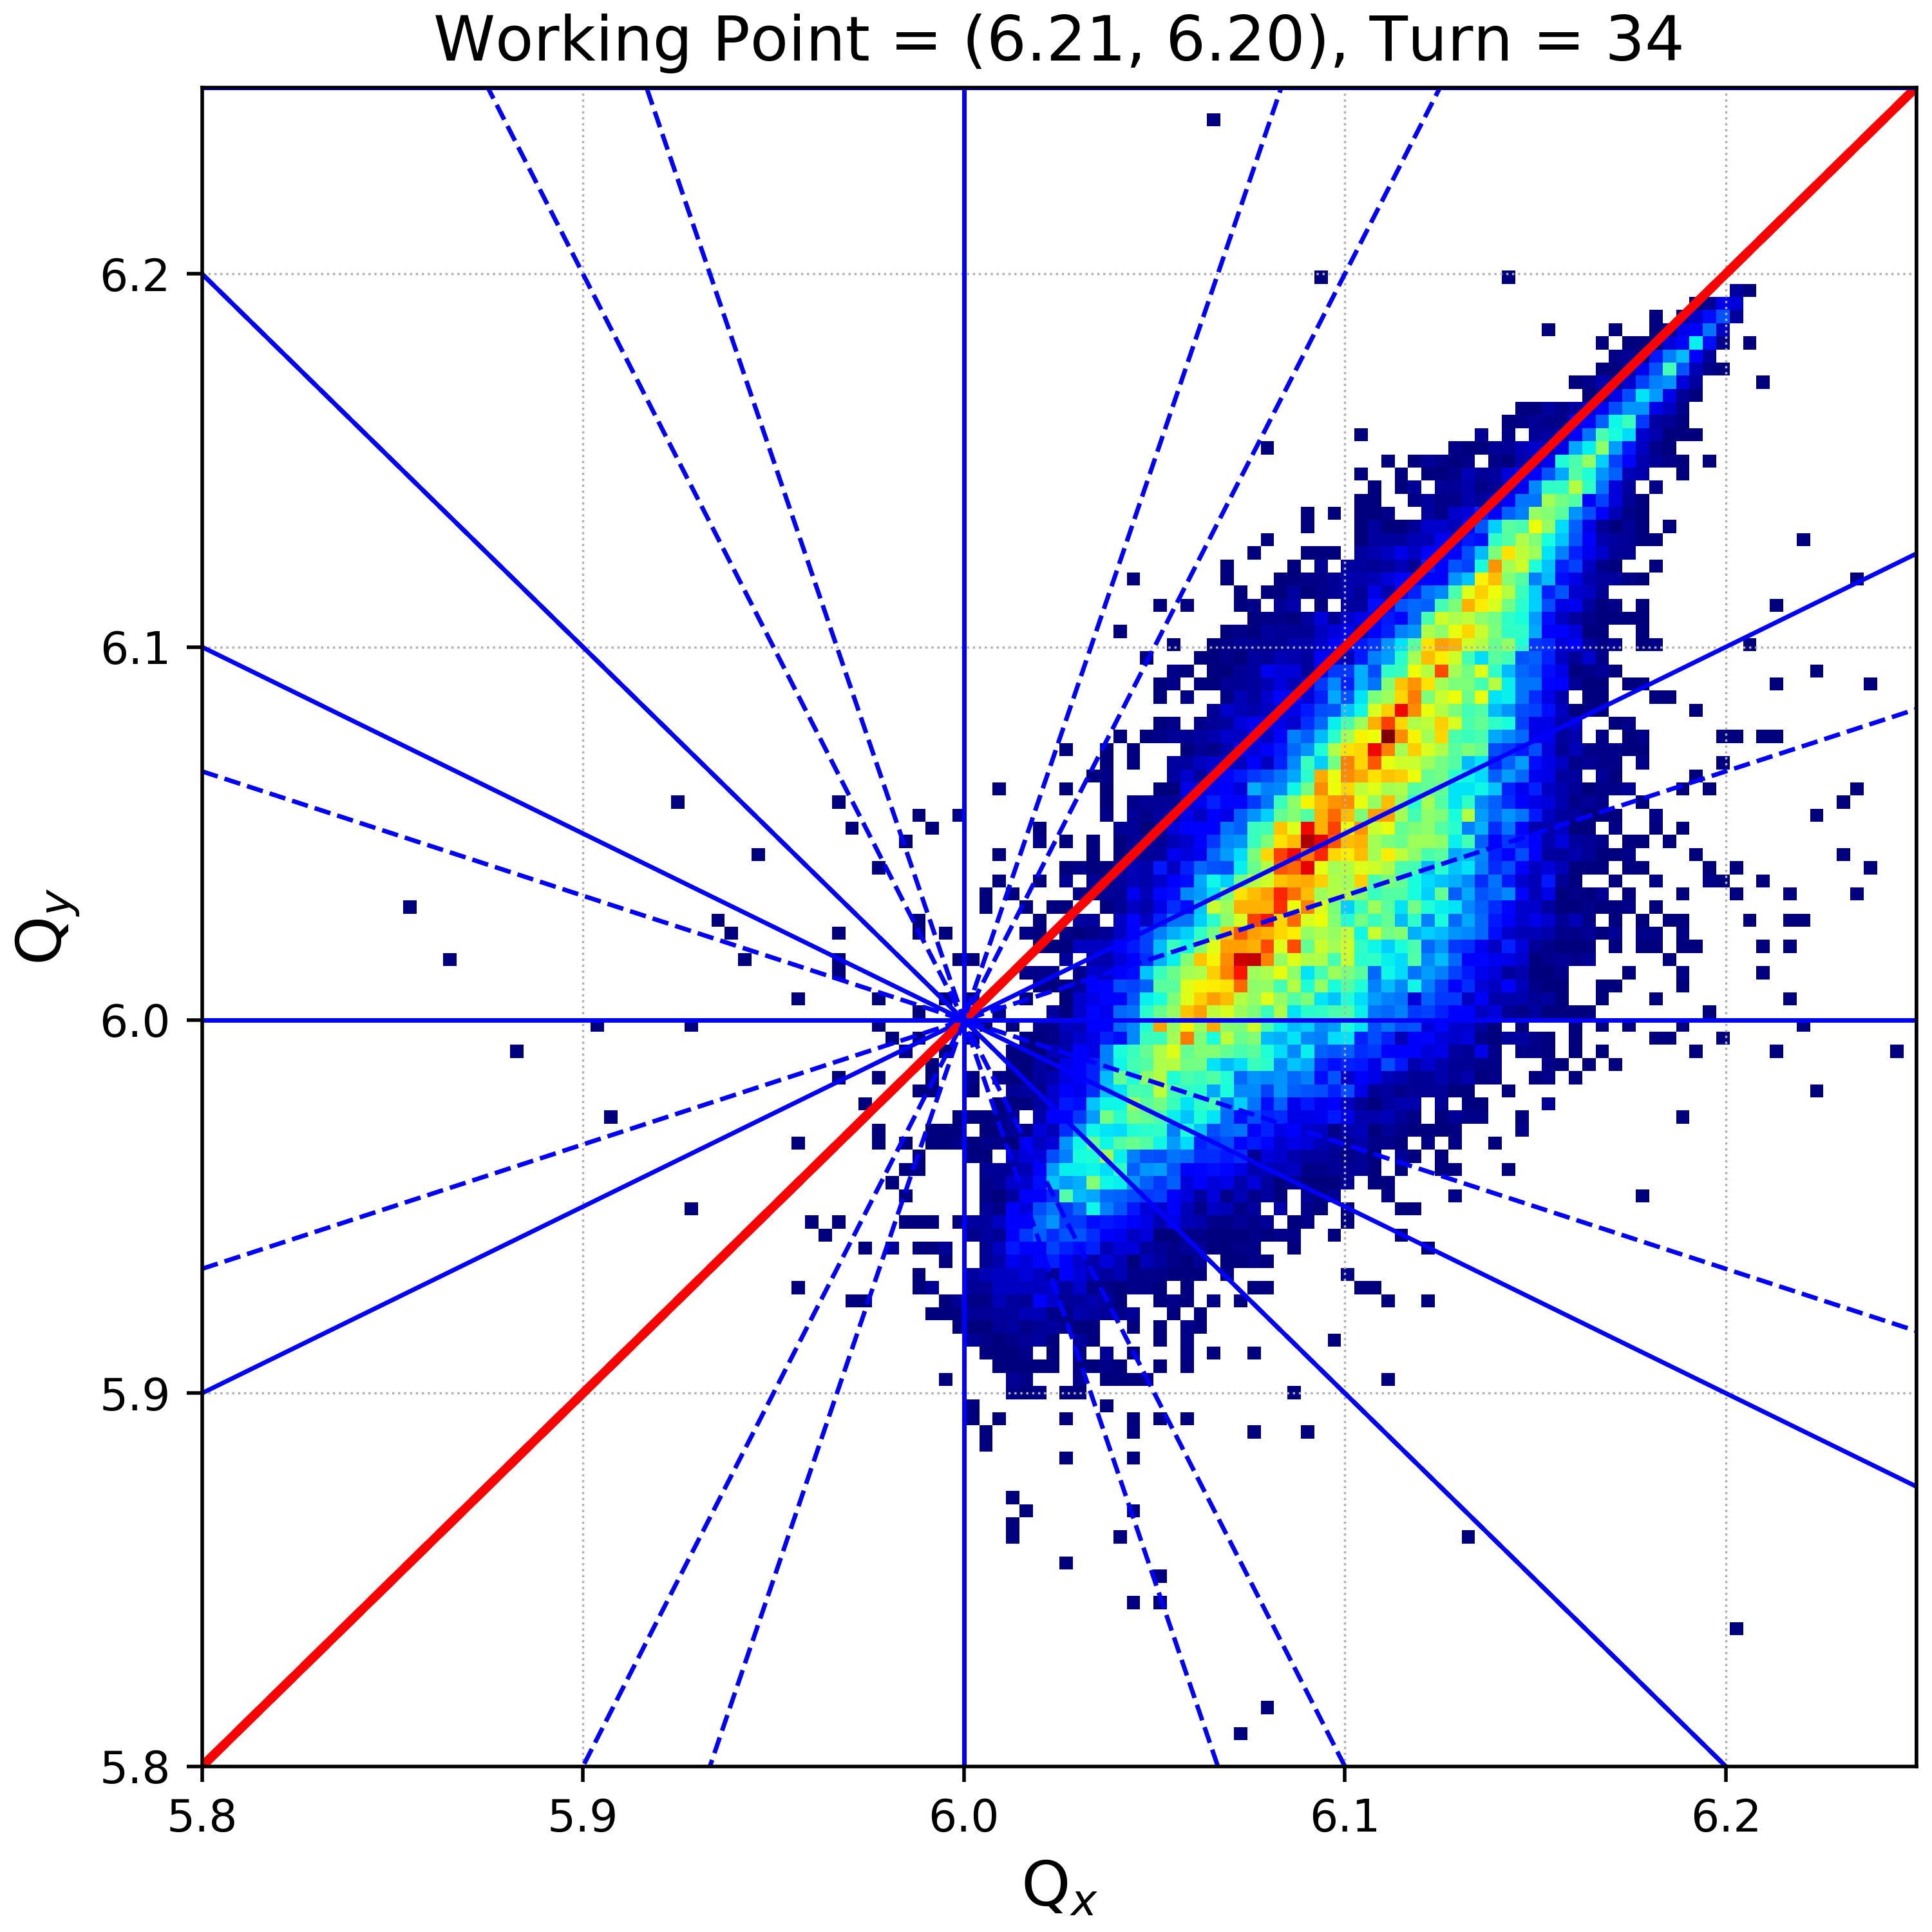 Working Point = (6.21, 6.20), Turn = 34
6.2
6.1
6.0
5.9
5.8
Qy
5.8 5.9 6.0 6.1 6.2
Qx